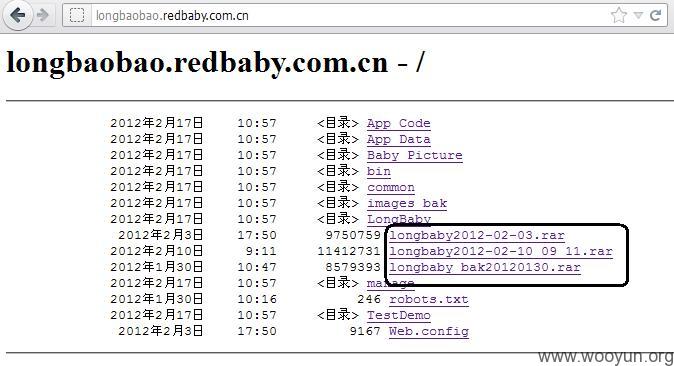 longbaobao.redbaby.com.cn
longbaobao.redbaby.com.cn - /
2012年2月17日 10:57 <目录> App Code
2012年2月17日 10:57 <目录> App Data
2012年2月17日 10:57 <目录> Baby Picture
2012年2月17日 10:57 <目录> bin
2012年2月17日 10:57 <目录> common
2012年2月17日 10:57 <目录> images bak
2012年2月17日 10:57 <目录> LongBaby
2012年2月3日 17:50 9750759 longbaby2012-02-03.rar
2012年2月10日 9:11 11412731 longbaby2012-02-10 09 11.rar
2012年1月30日 10:47 8579393 longbaby bak20120130.rar
2012年2月17日 10:57 <目录> manage
2012年1月30日 10:16 246 robots.txt
2012年2月17日 10:57 <目录> TestDemo
2012年2月3日 17:50 9167 Web.config
www.wooyun.org